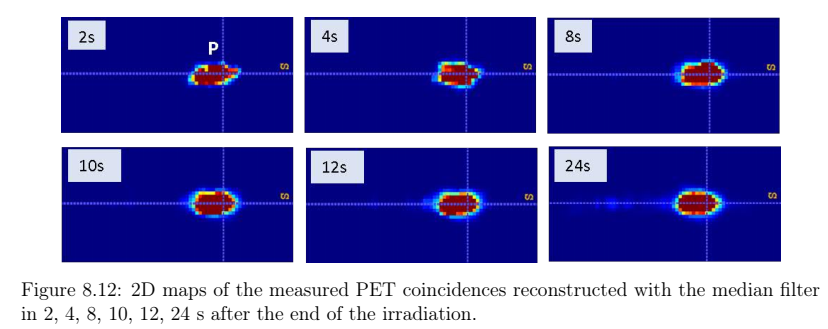 2s
P
S
4s
S
8s
S
10s
S
12s
S
24s
S
Figure 8.12: 2D maps of the measured PET coincidences reconstructed with the median filter
in 2, 4, 8, 10, 12, 24 s after the end of the irradiation.